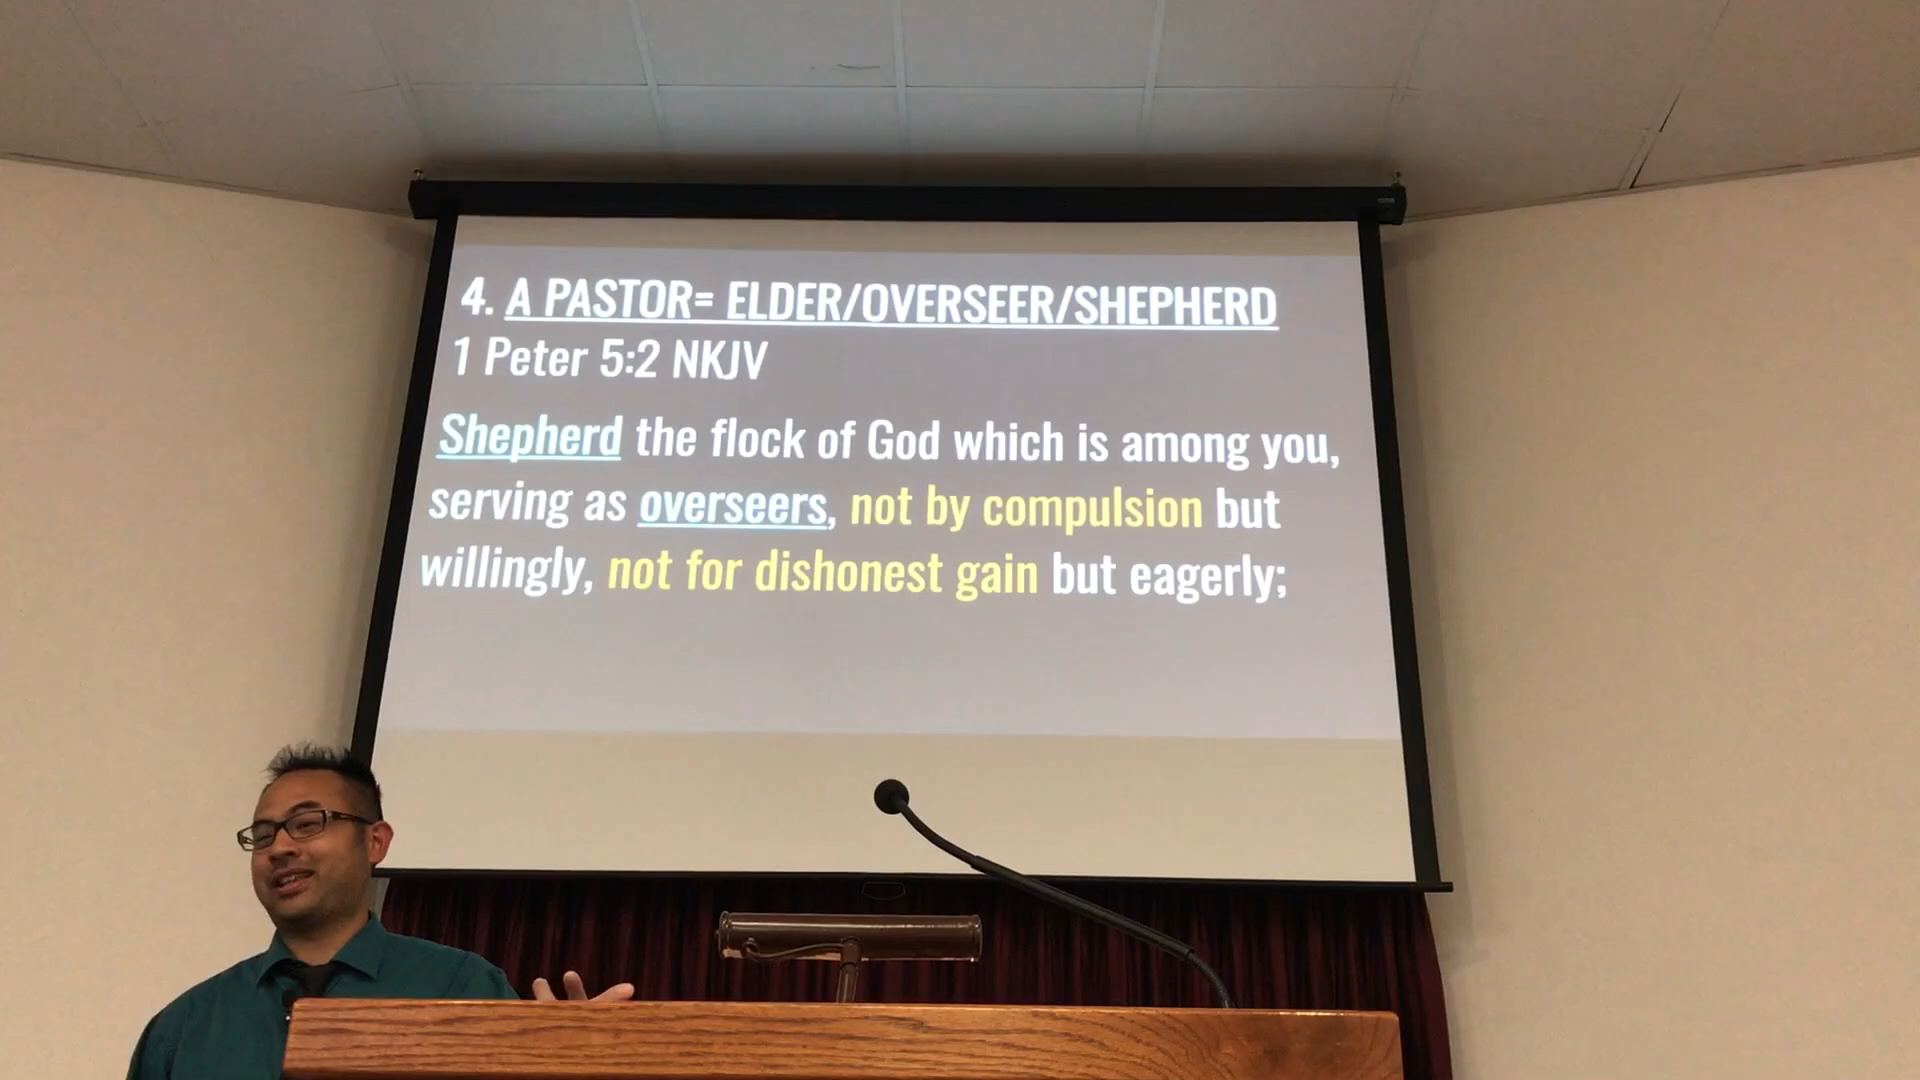 4. A PASTOR= ELDER/OVERSEER/SHEPHERD
1 Peter 5:2 NKJV
Shepherd the flock of God which is among you,
serving as overseers, not by compulsion but
willingly, not for dishonest gain but eagerly;